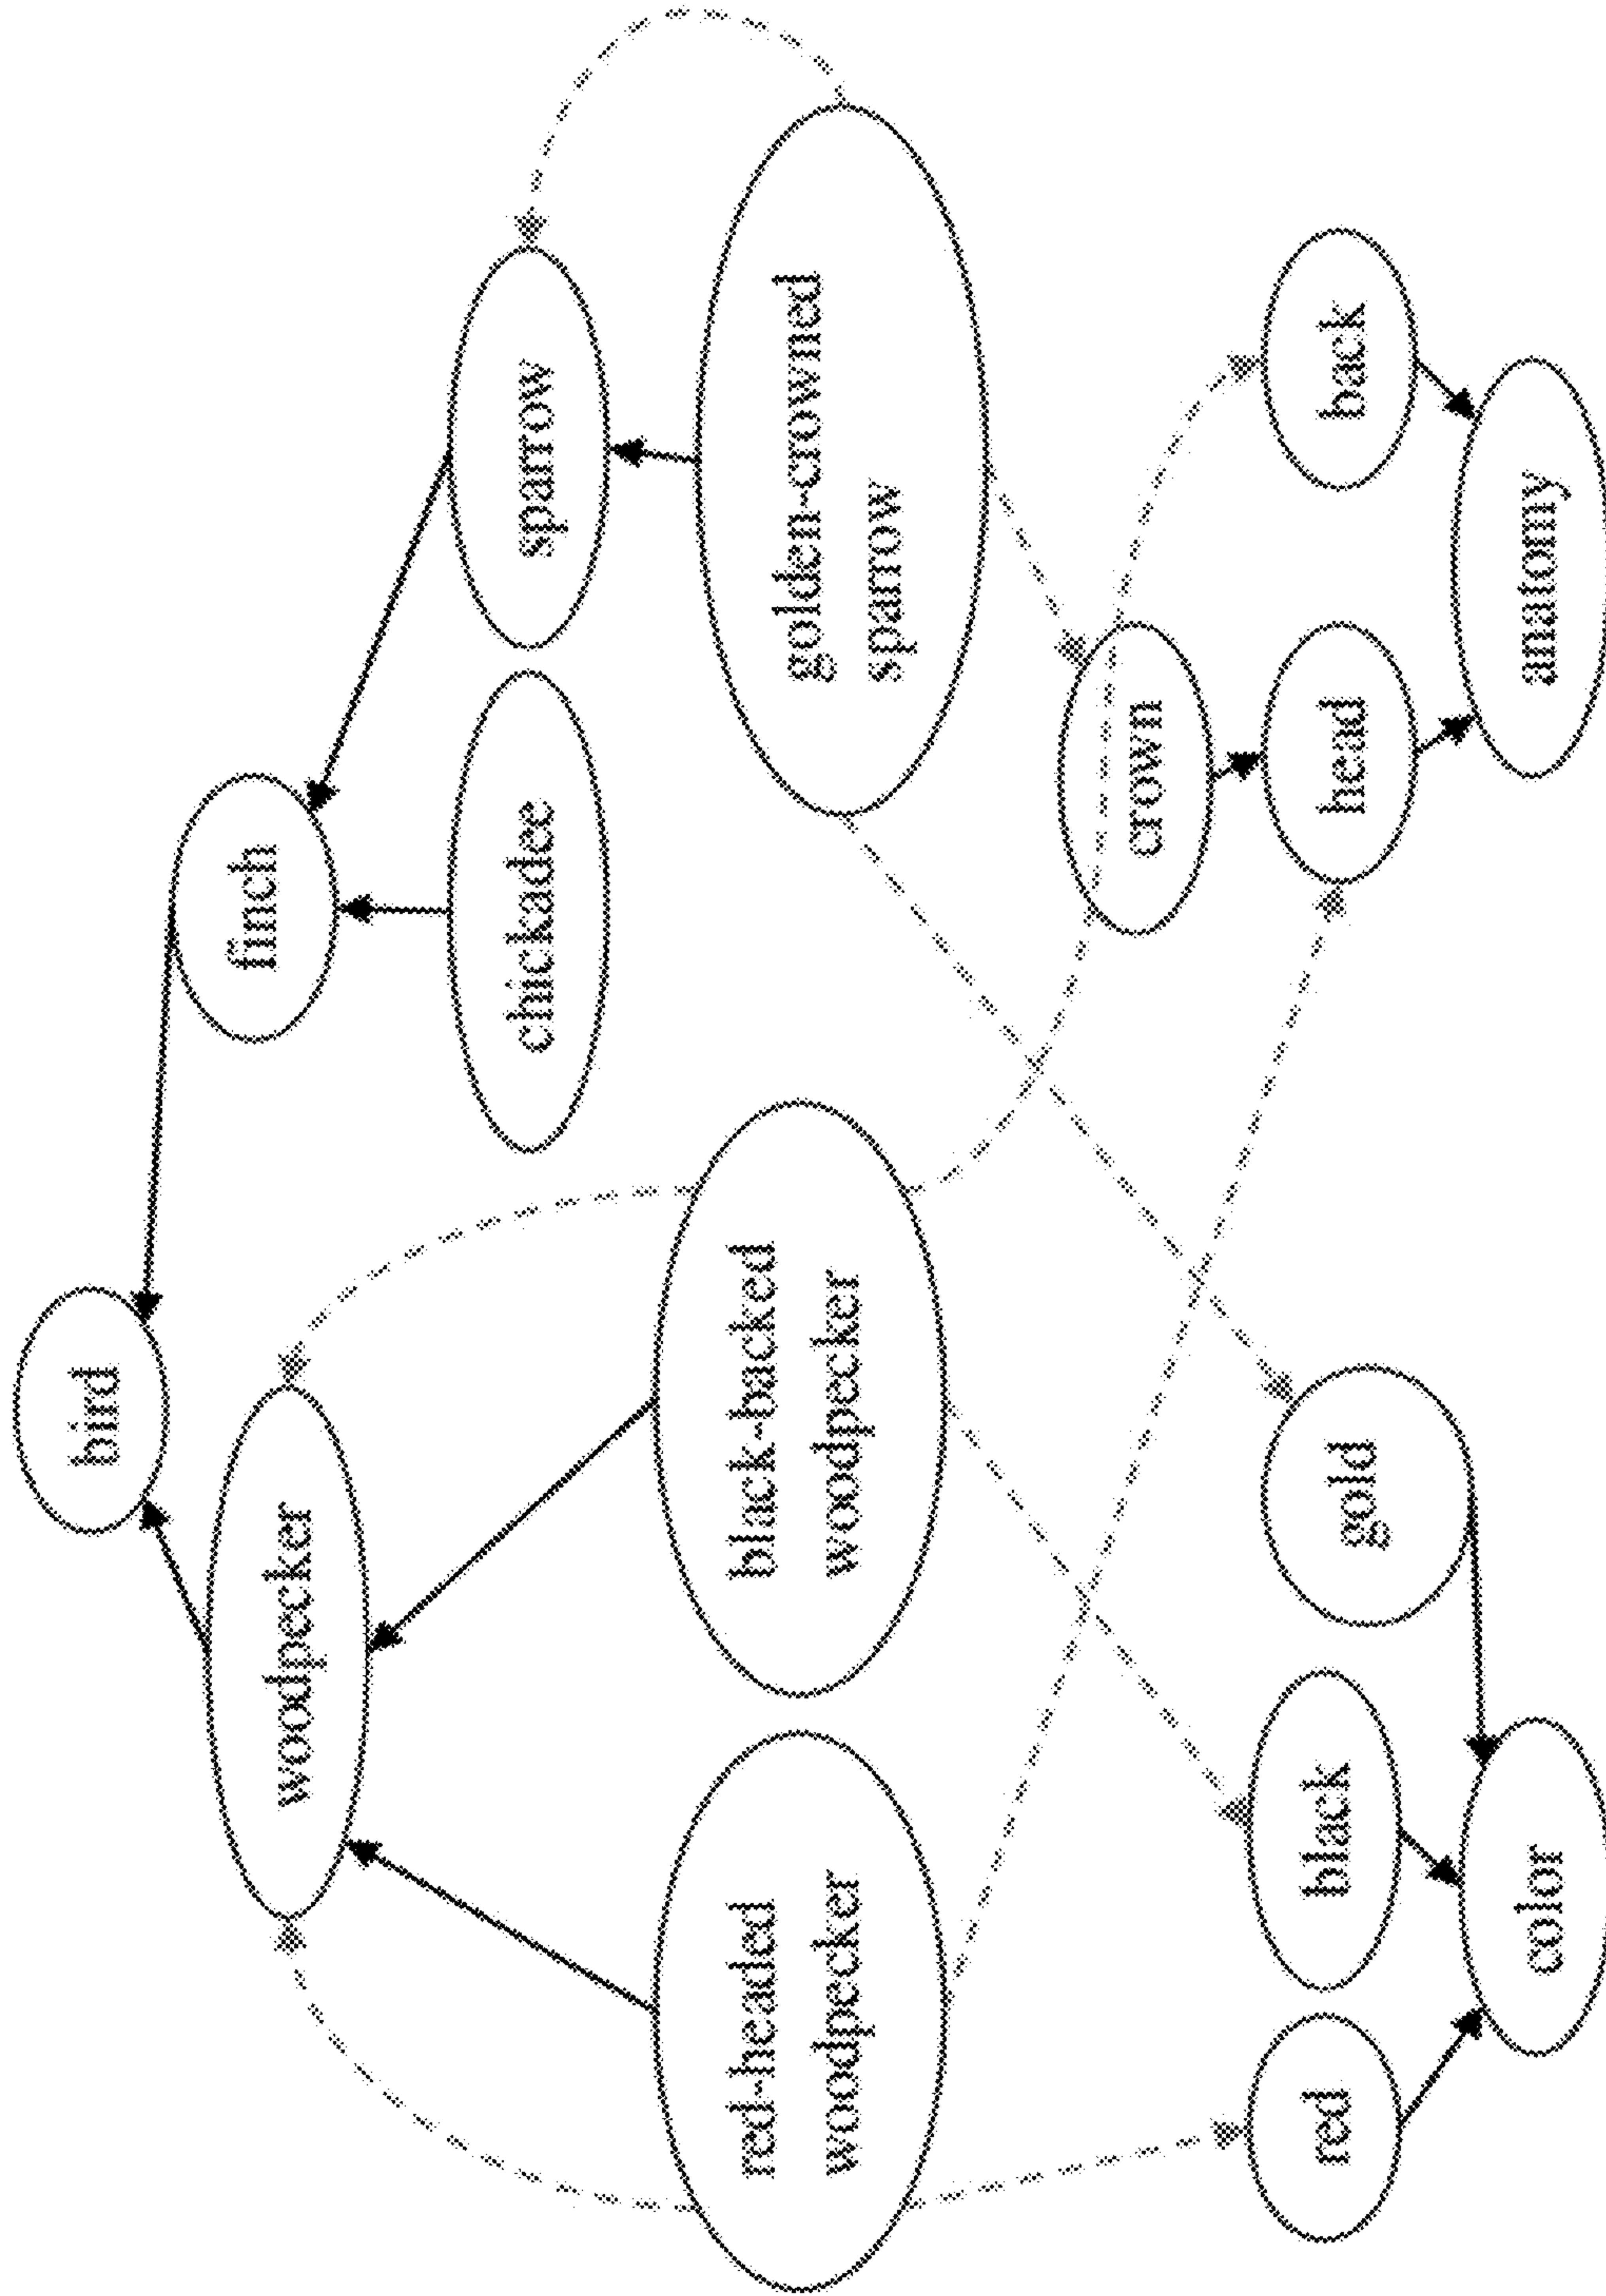 bird
woodpecker
finch
chickadee
sparrow
red-headed
woodpecker
black-backed
woodpecker
golden-crowned
sparrow
crown
red
black
gold
head
back
color
anatomy